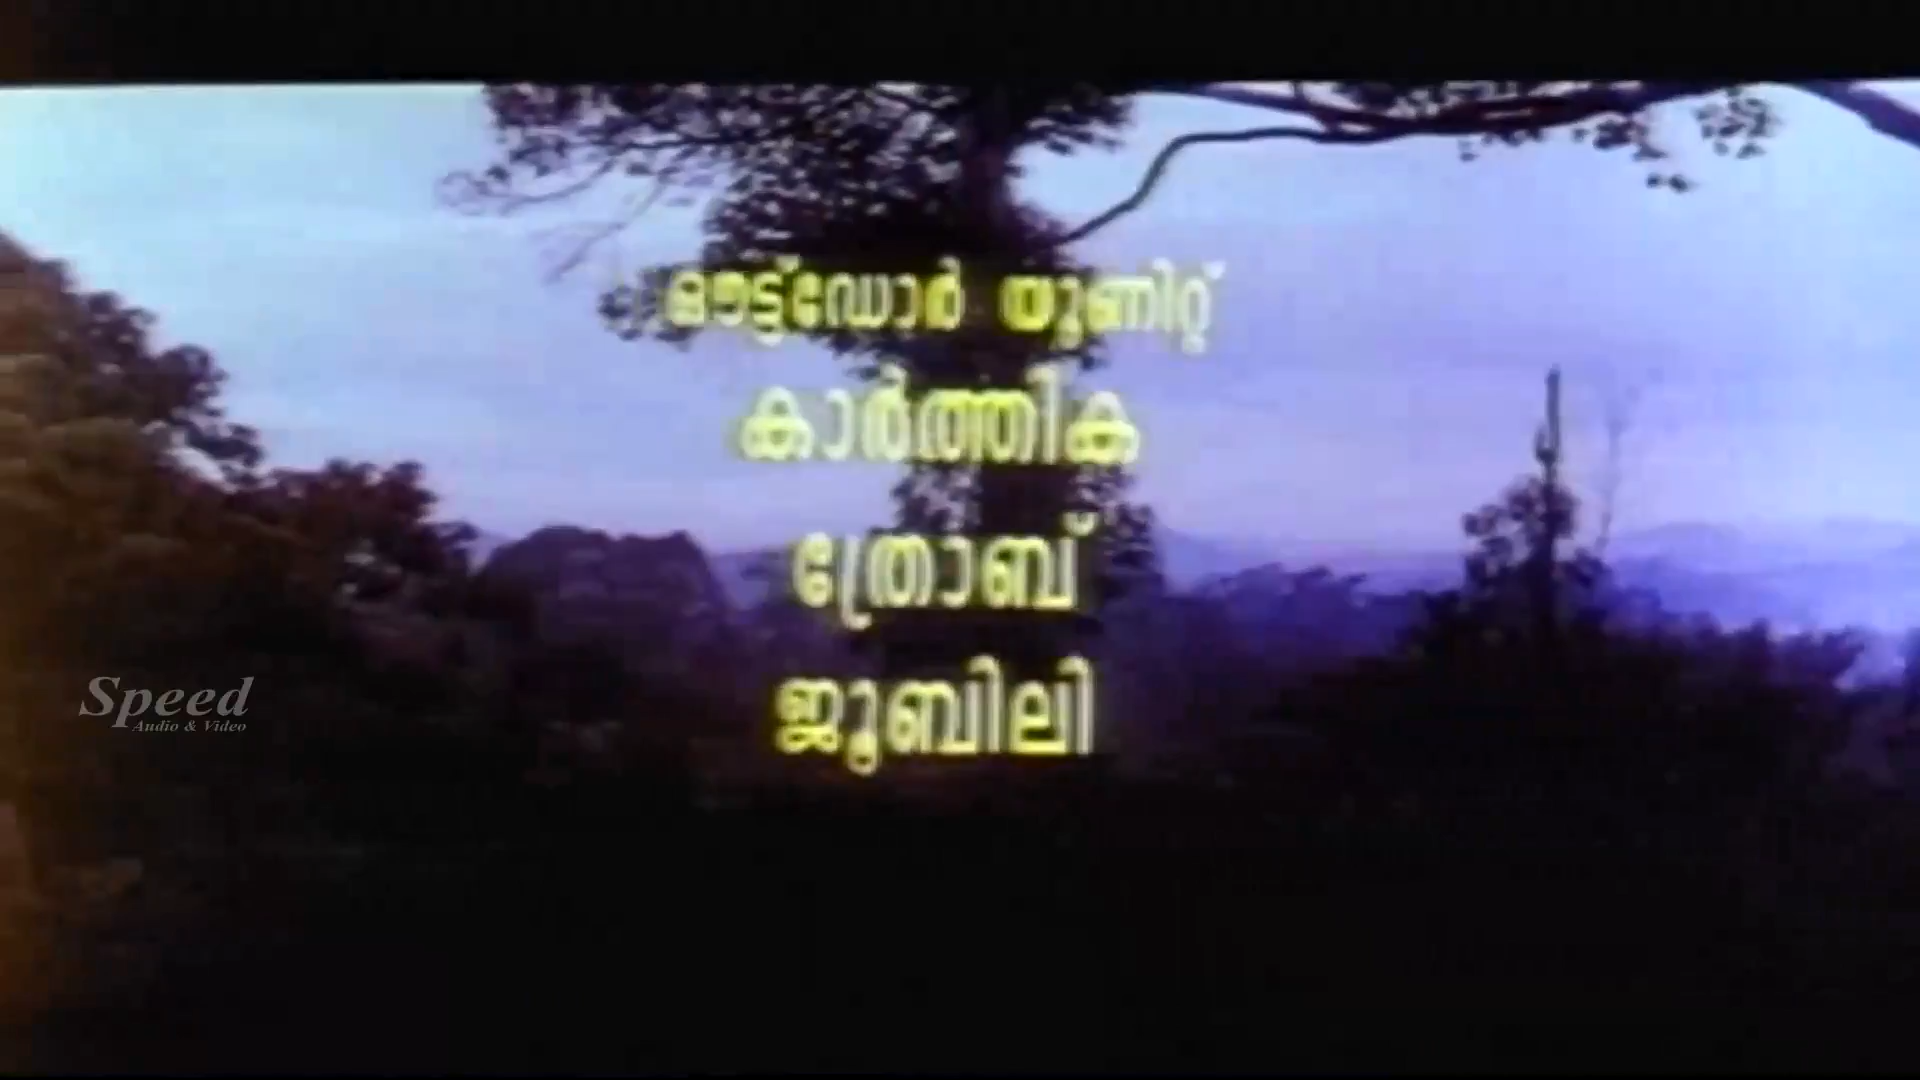 ഔട്ട്ഡോർ യൂണിറ്റ്
കാർത്തിക
ത്രോബ്
ജൂബിലി
Speed
Audio & Video